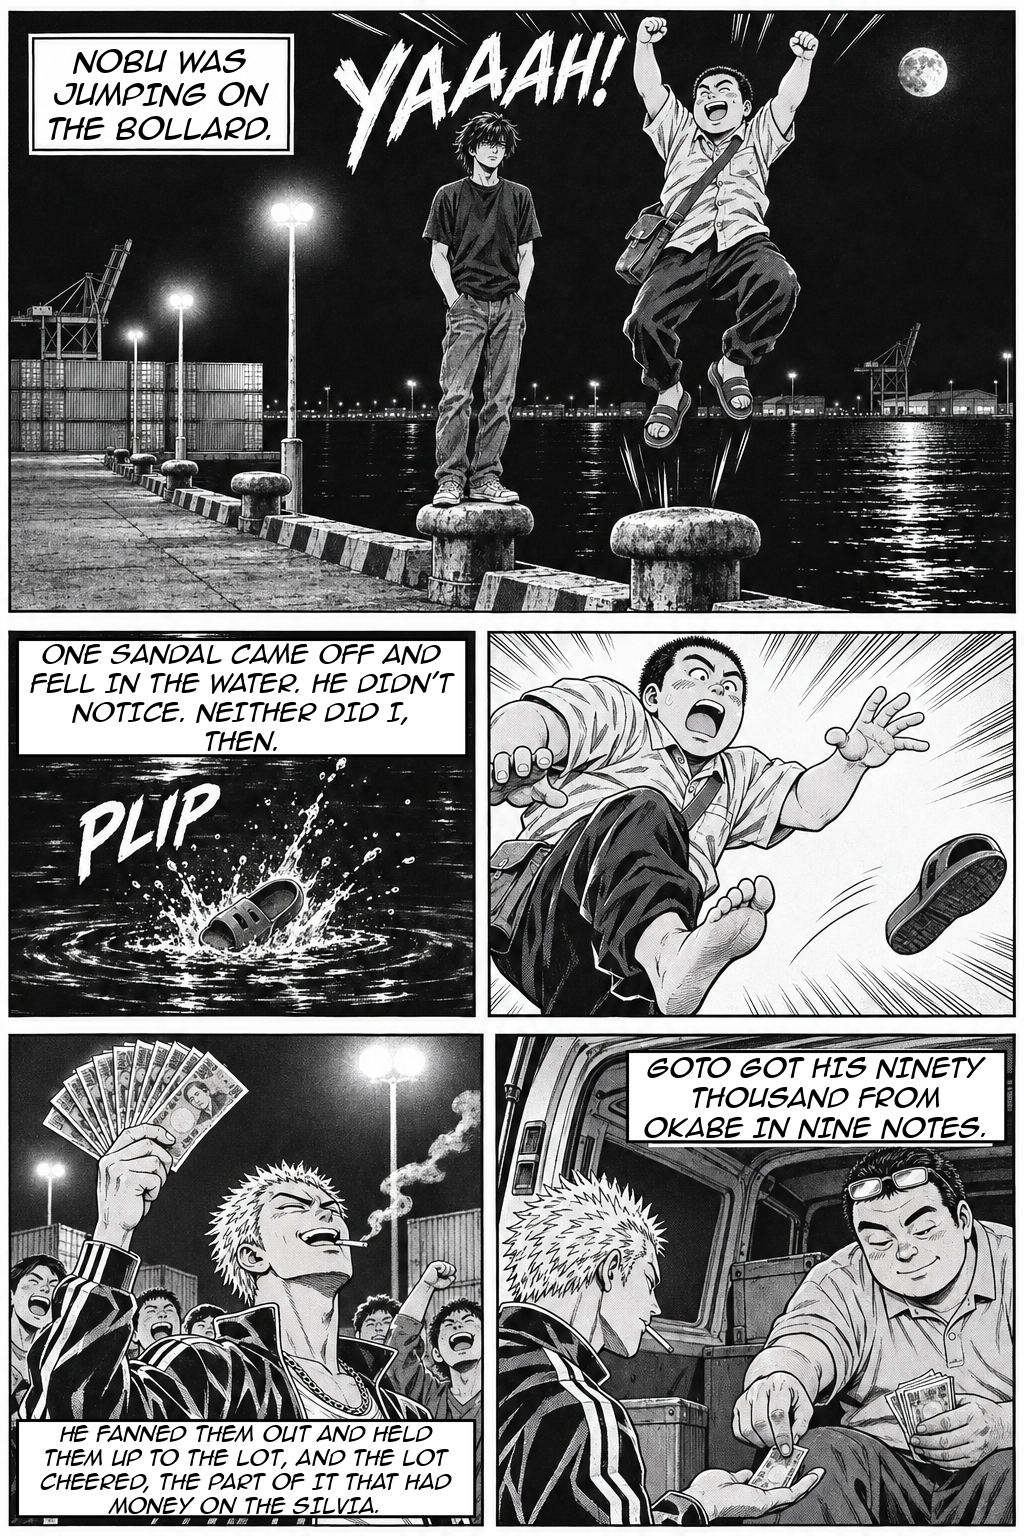 NOBU WAS
JUMPING ON
THE BOLLARD.
YAAAH!
ONE SANDAL CAME OFF AND
FELL IN THE WATER. HE DIDN'T
NOTICE. NEITHER DID I,
THEN.
PLIP
HE FANNED THEM OUT AND HELD
THEM UP TO THE LOT, AND THE LOT
CHEERED, THE PART OF IT THAT HAD
MONEY ON THE SILVIA.
GOTO GOT HIS NINETY
THOUSAND FROM
OKABE IN NINE NOTES.